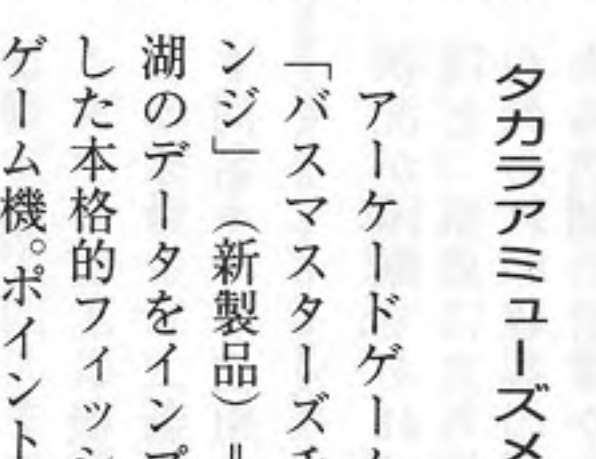 タカラアミューズメ
アーケードゲーム
「バスマスターズチ
ンジ」（新製品）＝
湖のデータをインプ
した本格的フィッシ
ゲーム機。ポイント